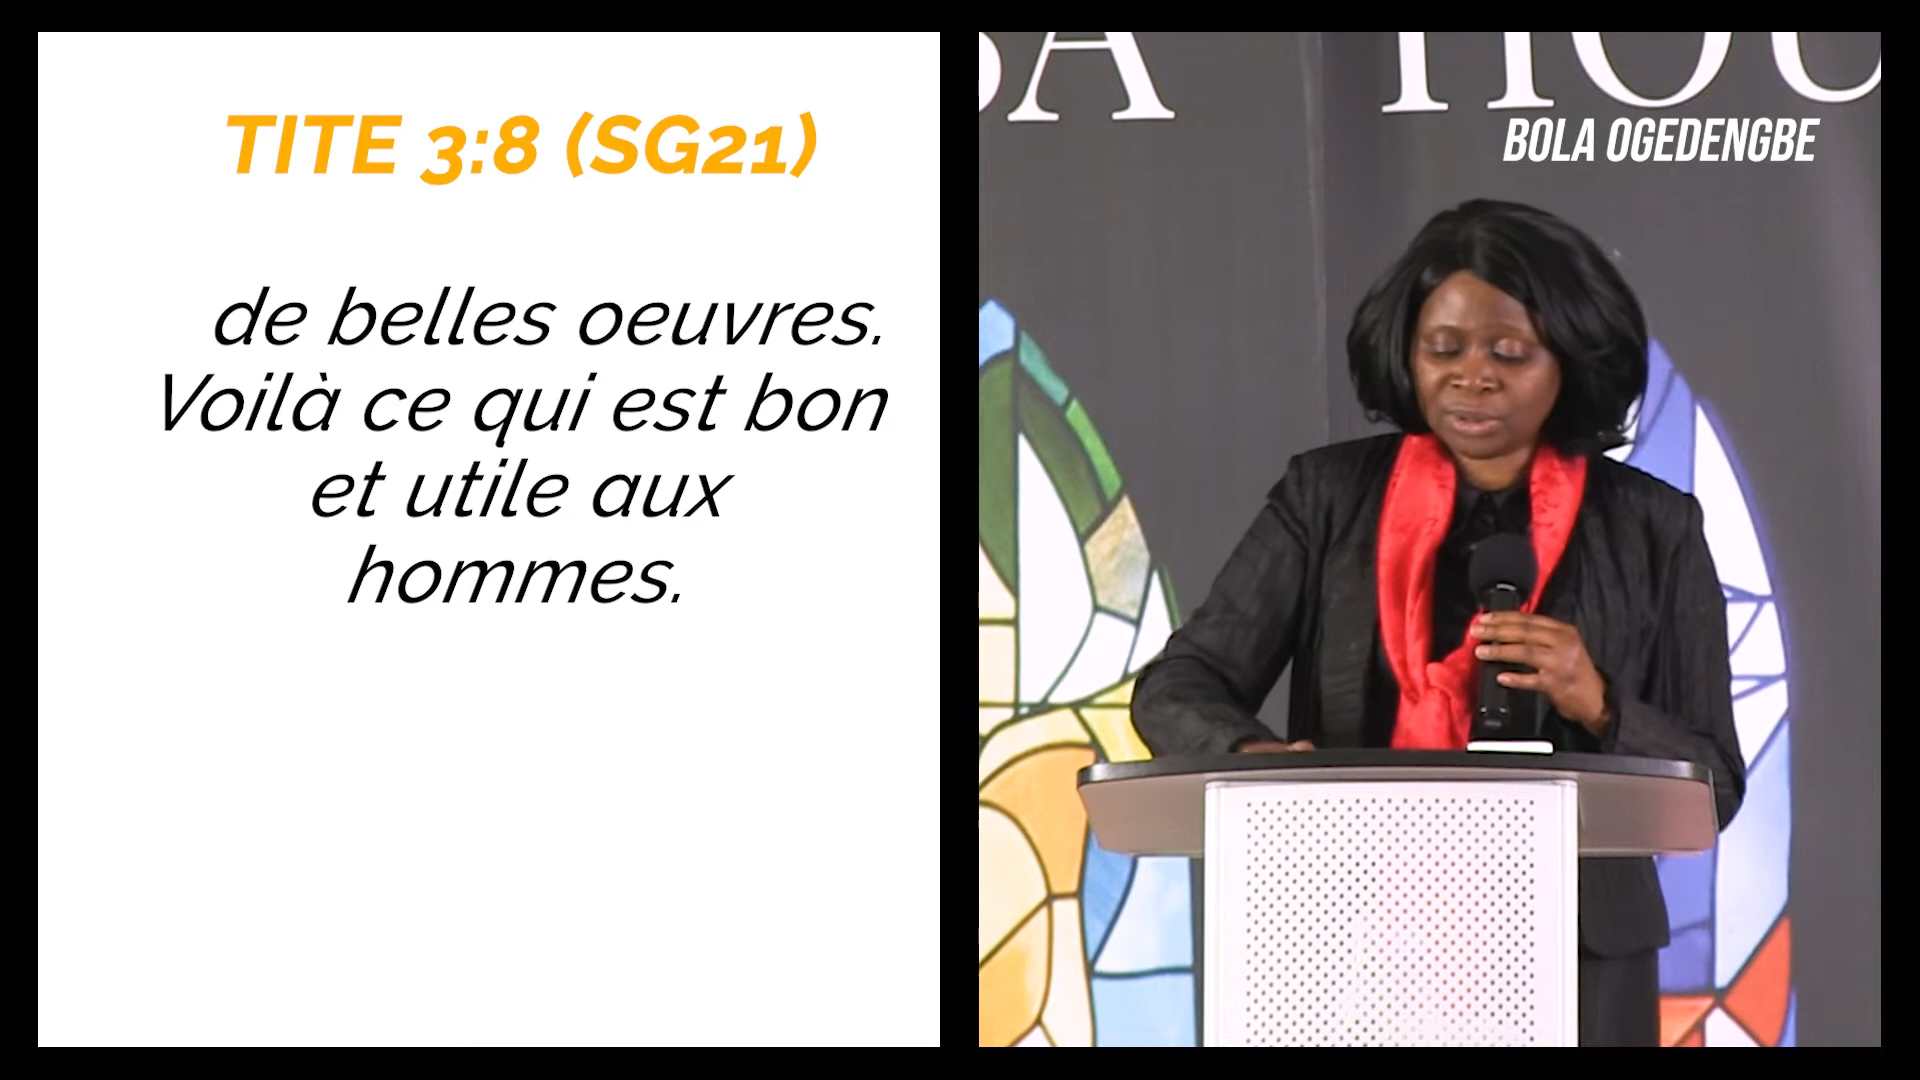 TITE 3:8 (SG21)
de belles oeuvres.
Voilà ce qui est bon
et utile aux
hommes.
BOLA OGEDENGBE